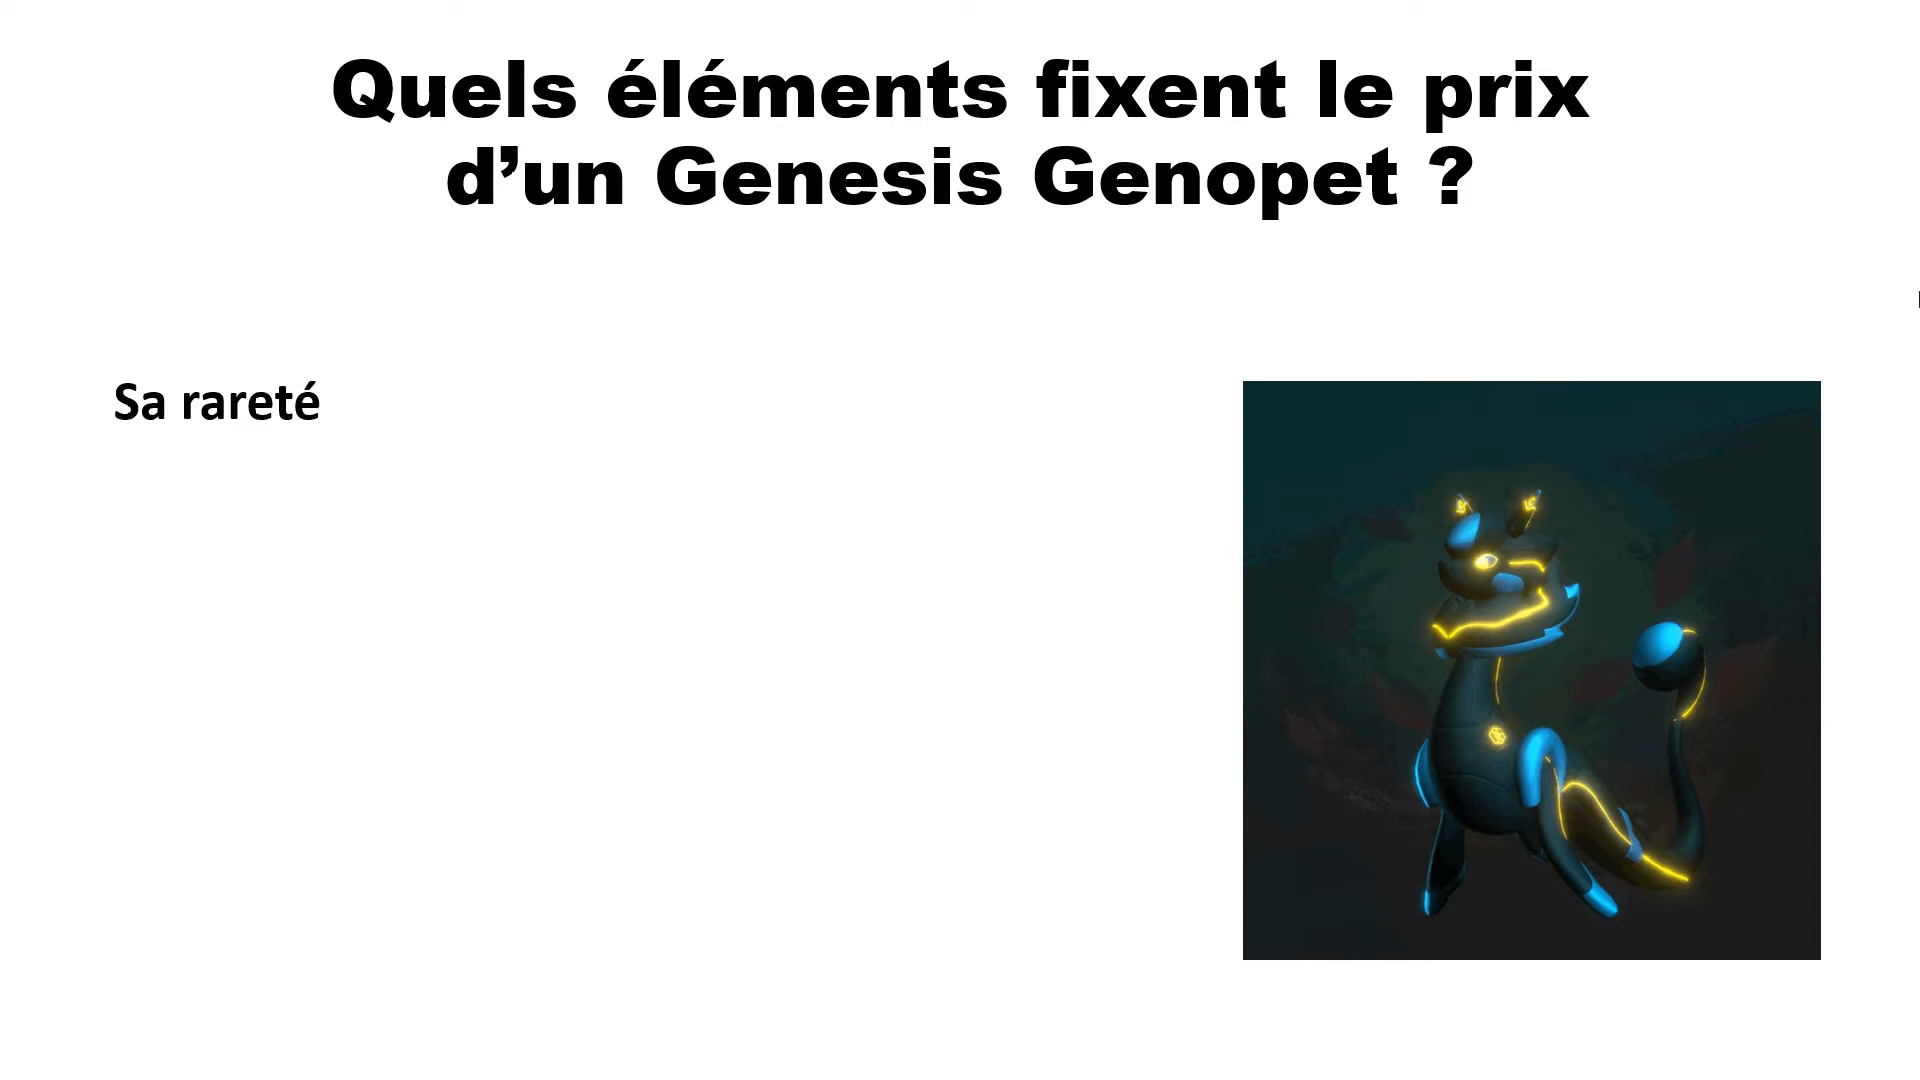 Quels éléments fixent le prix
d’un Genesis Genopet ?
Sa rareté